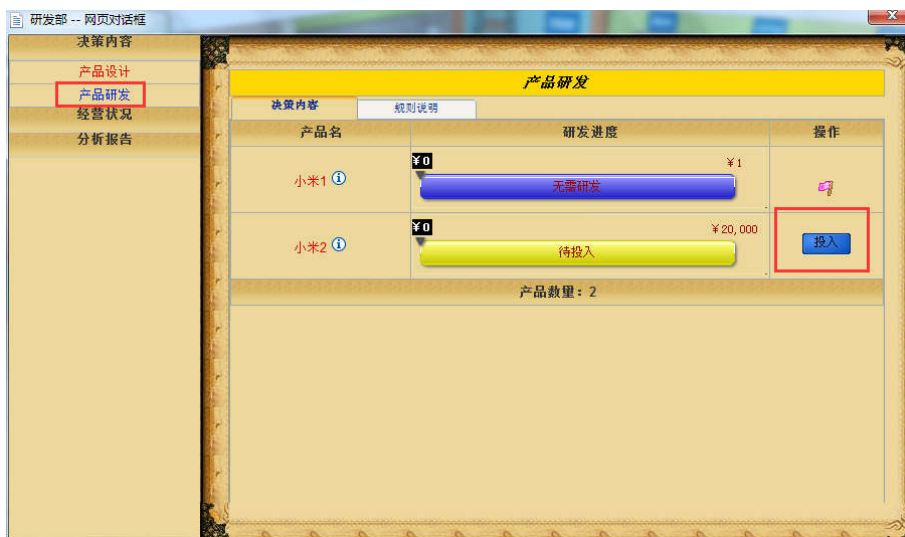 研发部 -- 网页对话框
决策内容
产品设计
产品研发
经营状况
分析报告
产品研发
决策内容 规则说明
产品名 研发进度 操作
¥0 ¥1
小米1 无需研发
¥0 ¥20,000
小米2 待投入 投入
产品数量：2